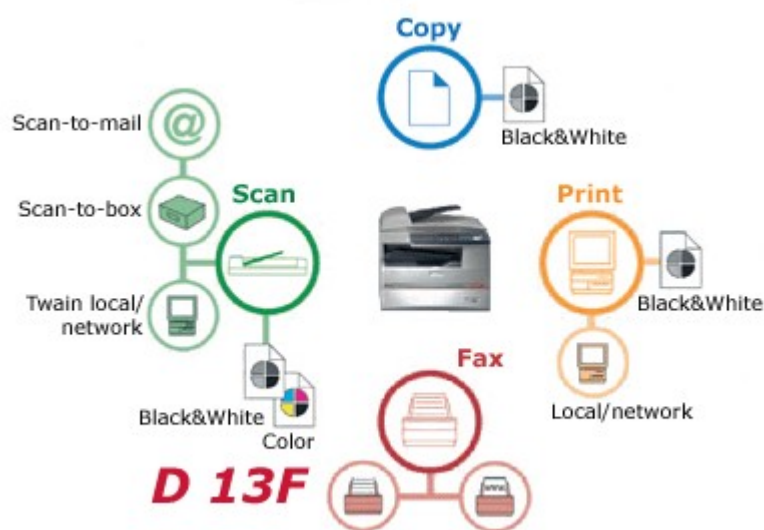 Copy
Black&White
Scan-to-mail
@
Scan-to-box
Scan
Print
Twain local/
network
Black&White
Fax
Local/network
Black&White
Color
D 13F